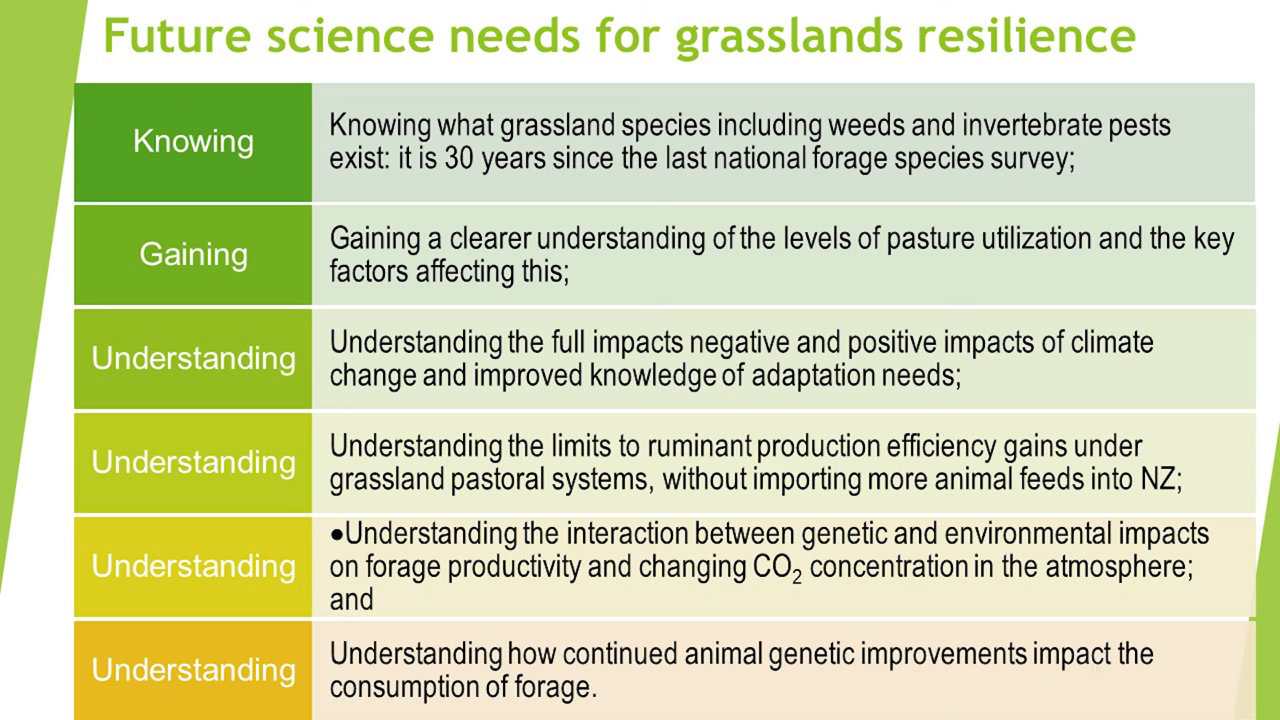 Future science needs for grasslands resilience
Knowing
Knowing what grassland species including weeds and invertebrate pests
exist: it is 30 years since the last national forage species survey;
Gaining
Gaining a clearer understanding of the levels of pasture utilization and the key
factors affecting this;
Understanding
Understanding the full impacts negative and positive impacts of climate
change and improved knowledge of adaptation needs;
Understanding
Understanding the limits to ruminant production efficiency gains under
grassland pastoral systems, without importing more animal feeds into NZ;
Understanding
•Understanding the interaction between genetic and environmental impacts
on forage productivity and changing CO₂ concentration in the atmosphere;
and
Understanding
Understanding how continued animal genetic improvements impact the
consumption of forage.